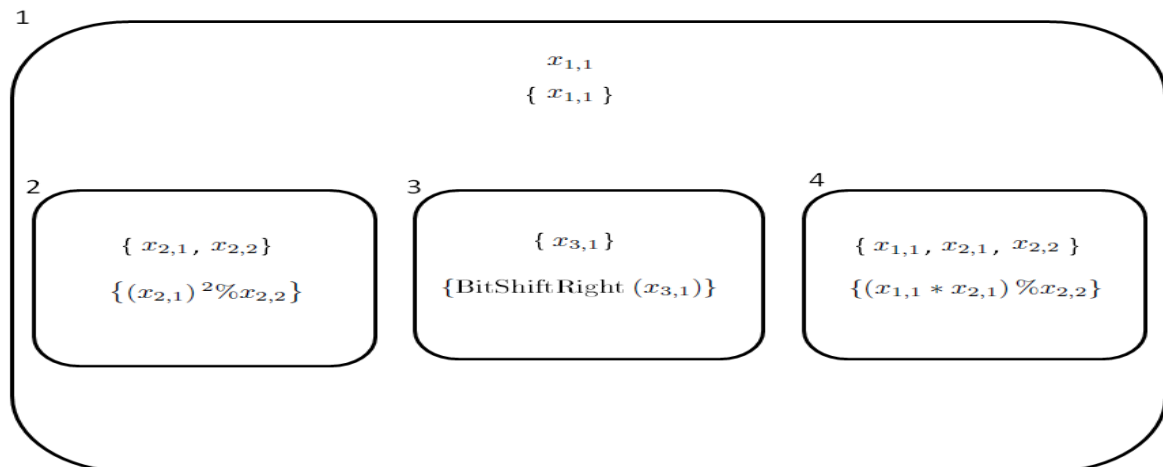 1
x_{1,1}
{ x_{1,1} }
2
{ x_{2,1}, x_{2,2}}
{(x_{2,1})^2%x_{2,2}}
3
{ x_{3,1}}
{BitShiftRight (x_{3,1})}
4
{ x_{1,1}, x_{2,1}, x_{2,2} }
{(x_{1,1} * x_{2,1}) %x_{2,2}}